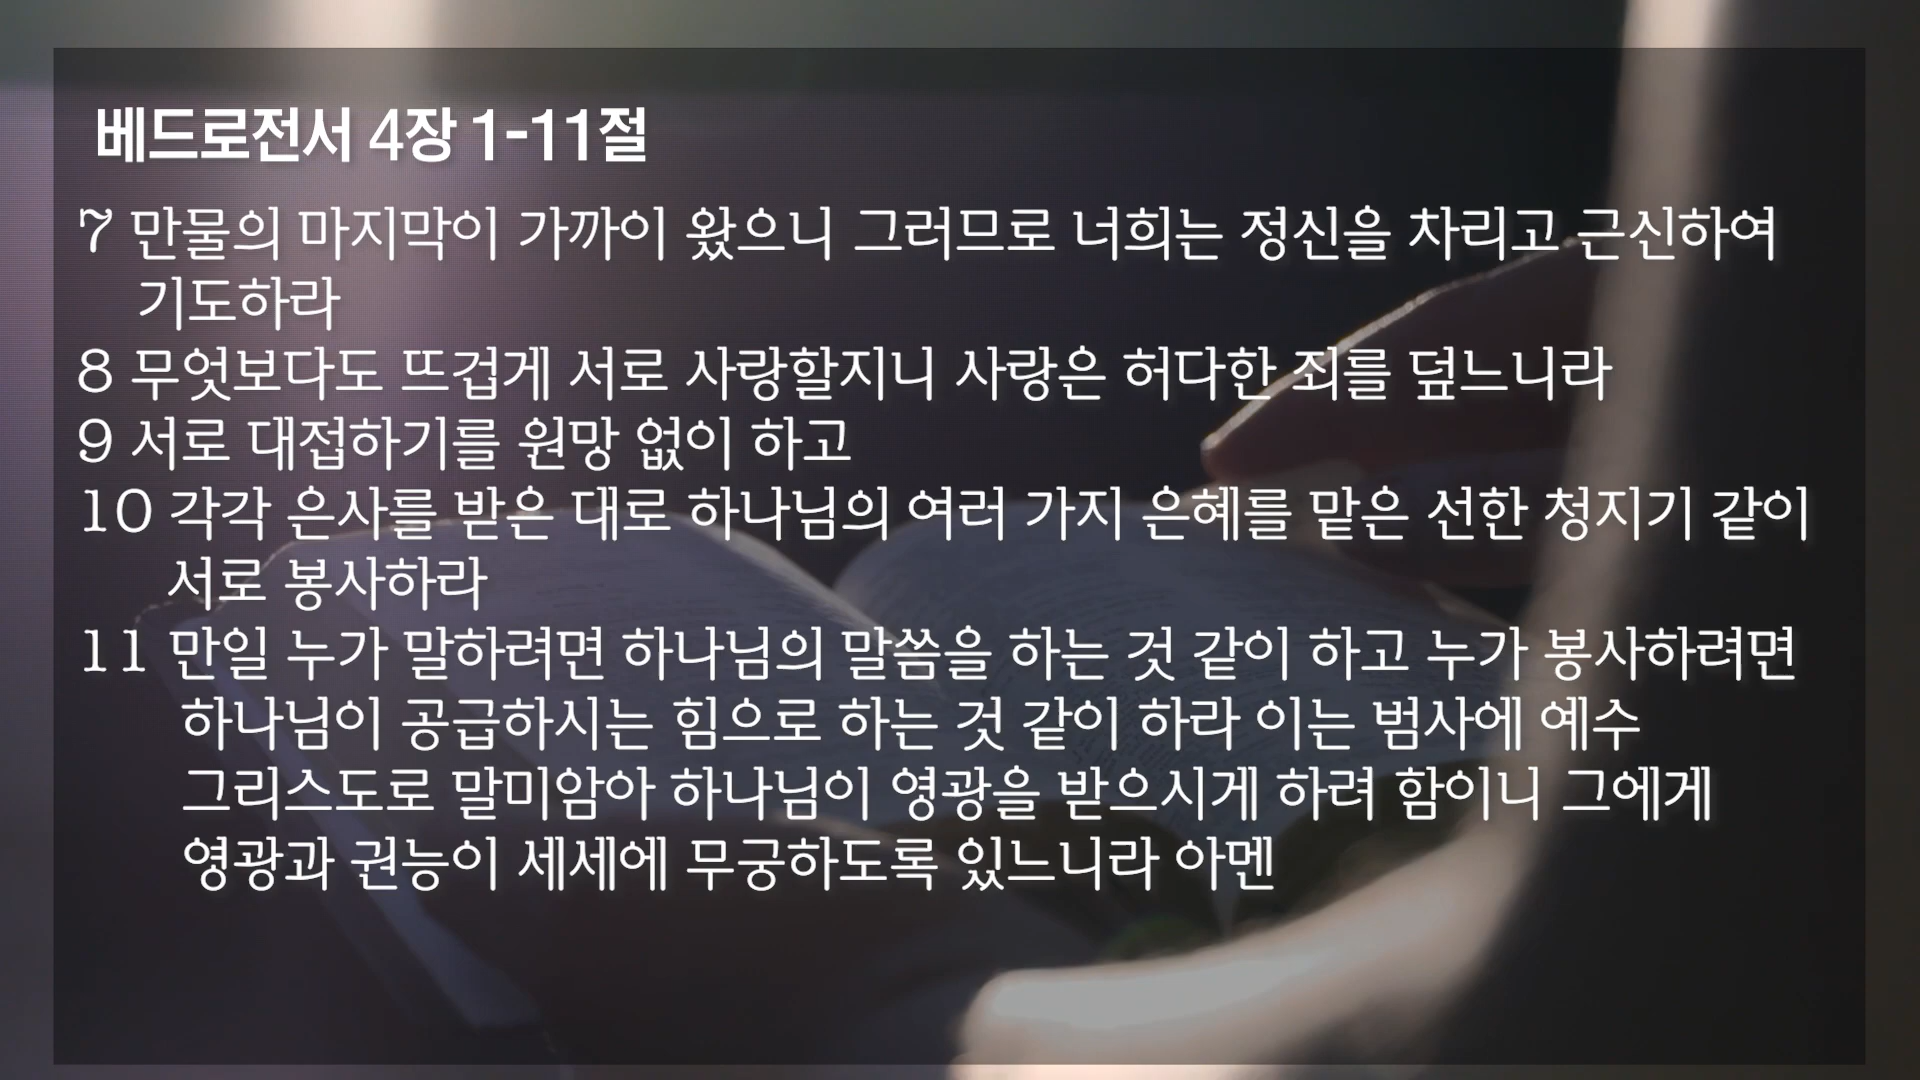 베드로전서 4장 1-11절
7 만물의 마지막이 가까이 왔으니 그러므로 너희는 정신을 차리고 근신하여
기도하라
8 무엇보다도 뜨겁게 서로 사랑할지니 사랑은 허다한 죄를 덮느니라
9 서로 대접하기를 원망 없이 하고
10 각각 은사를 받은 대로 하나님의 여러 가지 은혜를 맡은 선한 청지기 같이
서로 봉사하라
11 만일 누가 말하려면 하나님의 말씀을 하는 것 같이 하고 누가 봉사하려면
하나님이 공급하시는 힘으로 하는 것 같이 하라 이는 범사에 예수
그리스도로 말미암아 하나님이 영광을 받으시게 하려 함이니 그에게
영광과 권능이 세세에 무궁하도록 있느니라 아멘